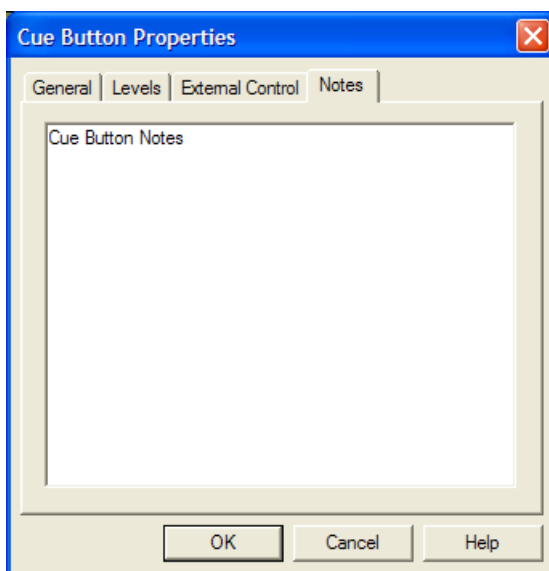 Cue Button Properties
General Levels External Control Notes
Cue Button Notes
OK Cancel Help